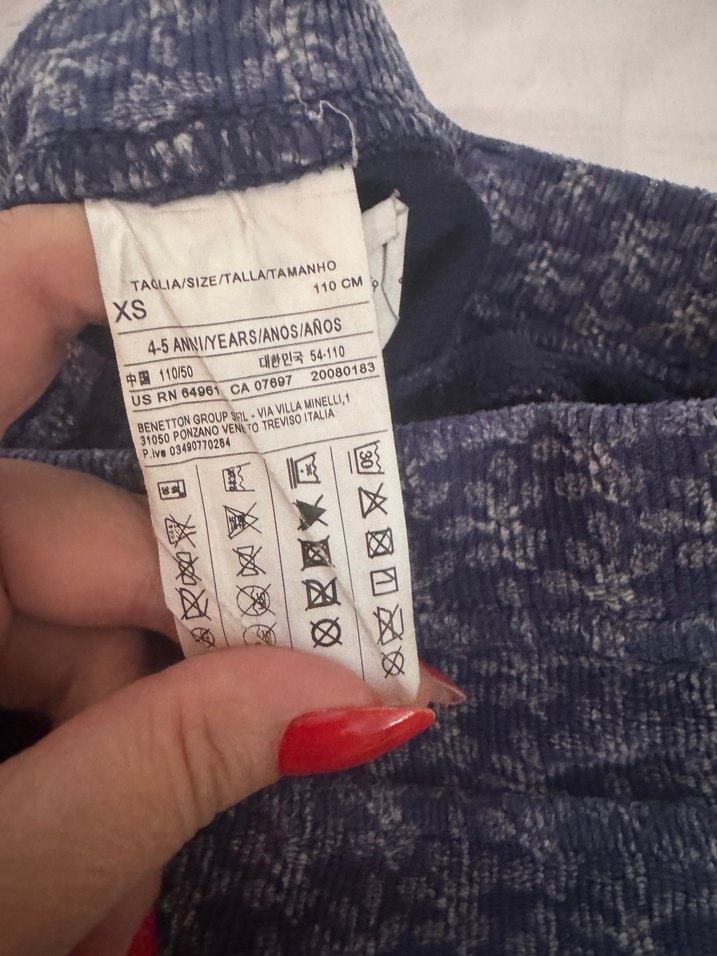 TAGLIA/SIZE/TALLA/TAMANHO
XS 110 CM
4-5 ANNI/YEARS/ANOS/AÑOS
中国 110/50 대한민국 54-110
US RN 64961 CA 07697 20080183
BENETTON GROUP SRL - VIA VILLA MINELLI,1
31050 PONZANO VENETO TREVISO ITALIA
P.iva 03490770264
30